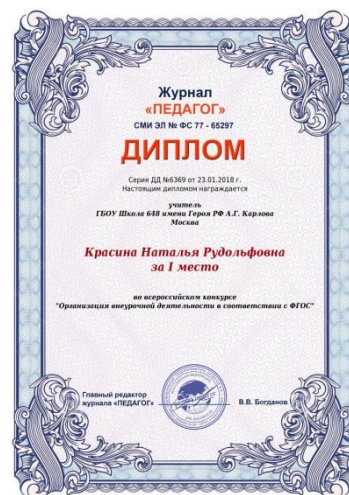 Журнал
«ПЕДАГОГ»
СМИ ЭЛ № ФС 77 - 65297
ДИПЛОМ
Серия ДД №6369 от 23.01.2018 г.
Настоящим дипломом награждается
учитель
ГБОУ Школа 648 имени Героя РФ А.Г. Карлова
Москва
Красина Наталья Рудольфовна
за I место
во всероссийском конкурсе
"Организация внеурочной деятельности в соответствии с ФГОС"
Главный редактор
журнала «ПЕДАГОГ»
В.В. Богданов